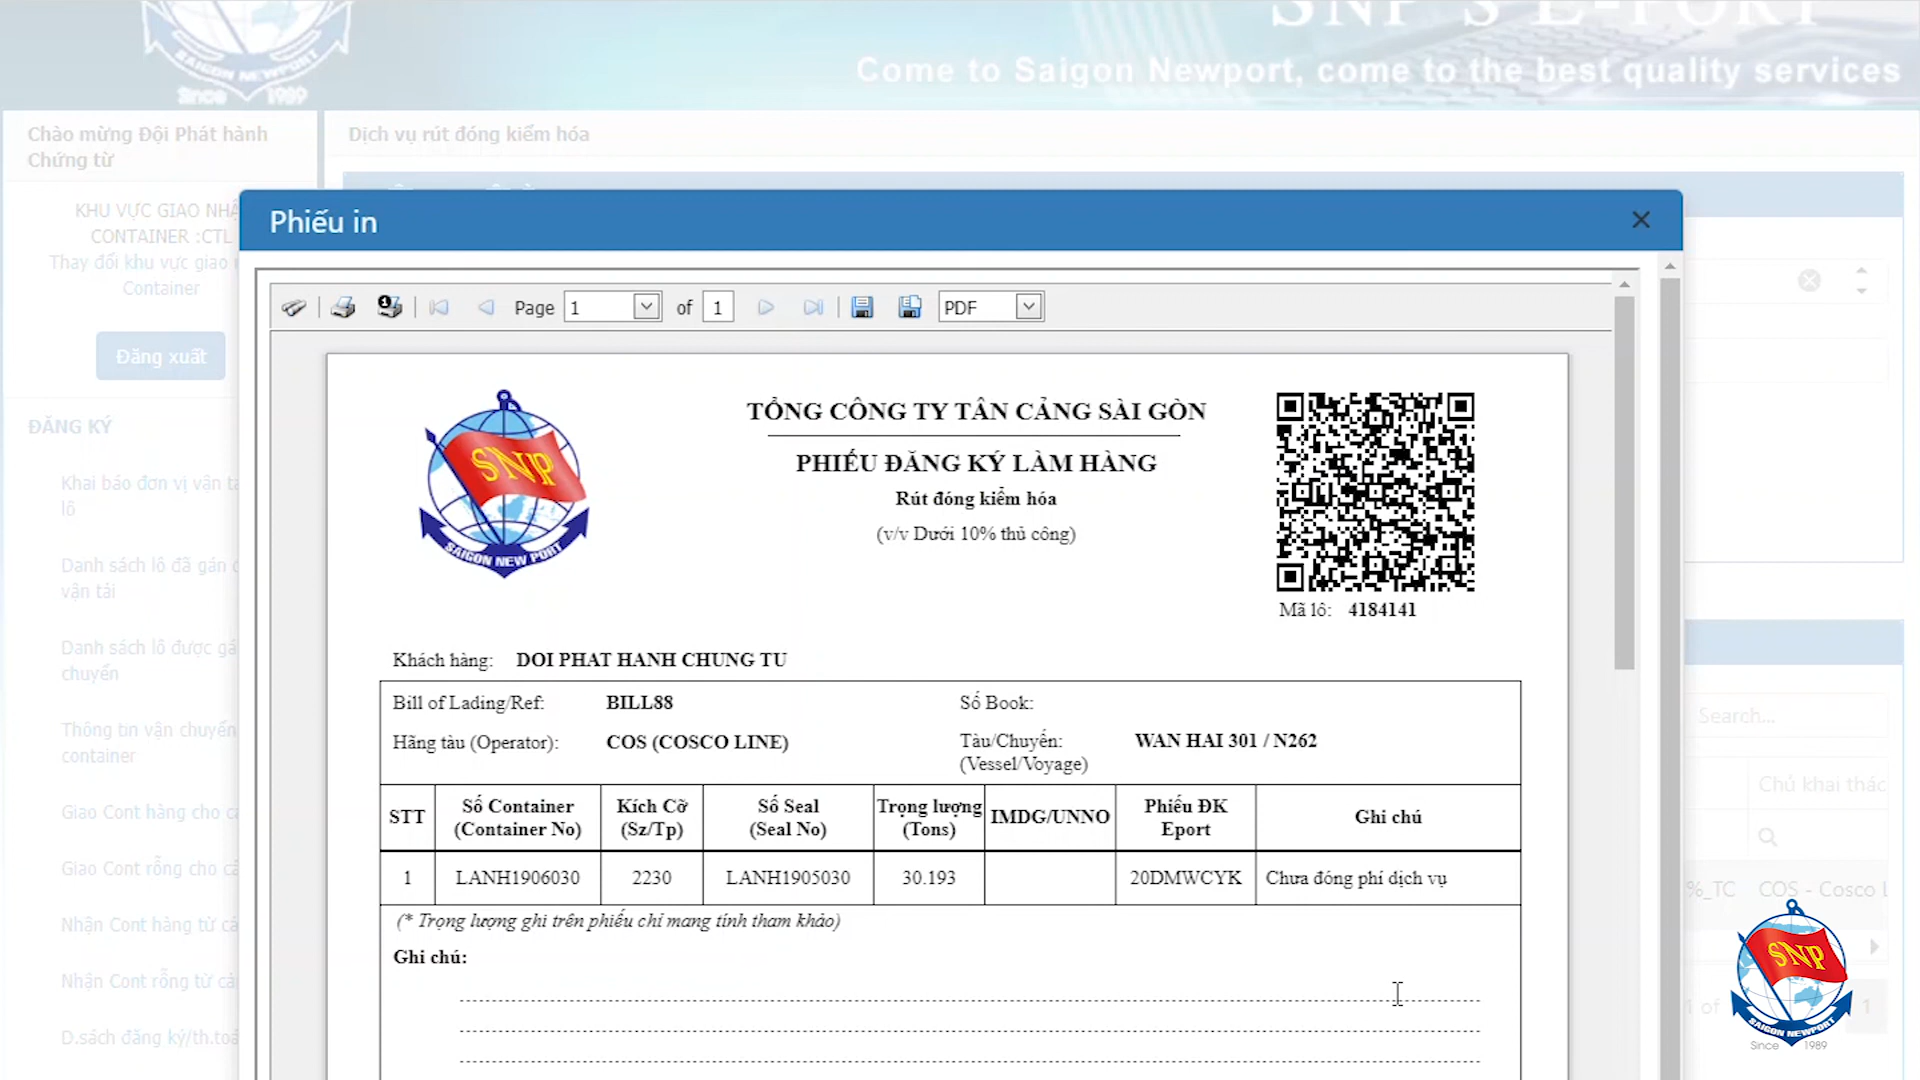 SNP'S E-PORT
Come to Saigon Newport, come to the best quality services
SAIGON NEWPORT
Since 1989
Chào mừng Đội Phát hành
Chứng từ
Dịch vụ rút đóng kiểm hóa
KHU VỰC GIAO NHẬ
CONTAINER :CTL
Thay đổi khu vực giao
Container
Đăng xuất
ĐĂNG KÝ
Khai báo đơn vị vận tả
lô
Danh sách lô đã gán
vận tải
Danh sách lô được gá
chuyến
Thông tin vận chuyển
container
Giao Cont hàng cho cả
Giao Cont rỗng cho cả
Nhận Cont hàng từ cả
Nhận Cont rỗng từ cả
D.sách đăng ký/th.toá
Phiếu in
Page 1 of 1 PDF
SNP
SAIGON NEW PORT
TỔNG CÔNG TY TÂN CẢNG SÀI GÒN
PHIẾU ĐĂNG KÝ LÀM HÀNG
Rút đóng kiểm hóa
(v/v Dưới 10% thủ công)
Mã lô: 4184141
Khách hàng: DOI PHAT HANH CHUNG TU
Bill of Lading/Ref: BILL88 Số Book:
Hãng tàu (Operator): COS (COSCO LINE) Tàu/Chuyến: WAN HAI 301 / N262
(Vessel/Voyage)
STT Số Container Kích Cỡ Số Seal Trọng lượng IMDG/UNNO Phiếu ĐK Ghi chú
(Container No) (Sz/Tp) (Seal No) (Tons) Eport
1 LANH1906030 2230 LANH1905030 30.193 20DMWCYK Chưa đóng phí dịch vụ
(* Trọng lượng ghi trên phiếu chỉ mang tính tham khảo)
Ghi chú:
Search...
Chủ khai thác
%_TC COS - Cosco L
1 of 1
SNP
SAIGON NEWPORT
Since 1989